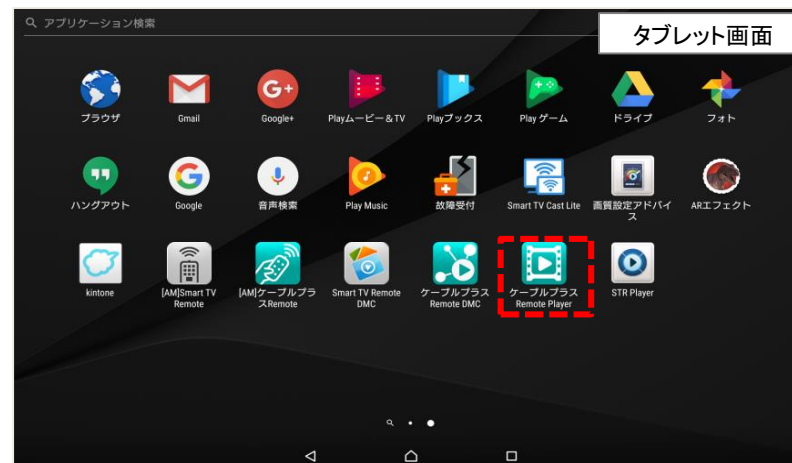 アプリケーション検索
タブレット画面
ブラウザ
Gmail
G+
Google+
Playムービー＆TV
Playブックス
Play ゲーム
ドライブ
フォト
ハングアウト
G
Google
音声検索
Play Music
故障受付
Smart TV Cast Lite
画質設定アドバイ
ス
ARエフェクト
kintone
[AM]Smart TV
Remote
[AM]ケーブルプラ
スRemote
Smart TV Remote
DMC
ケーブルプラス
Remote DMC
ケーブルプラス
Remote Player
STR Player